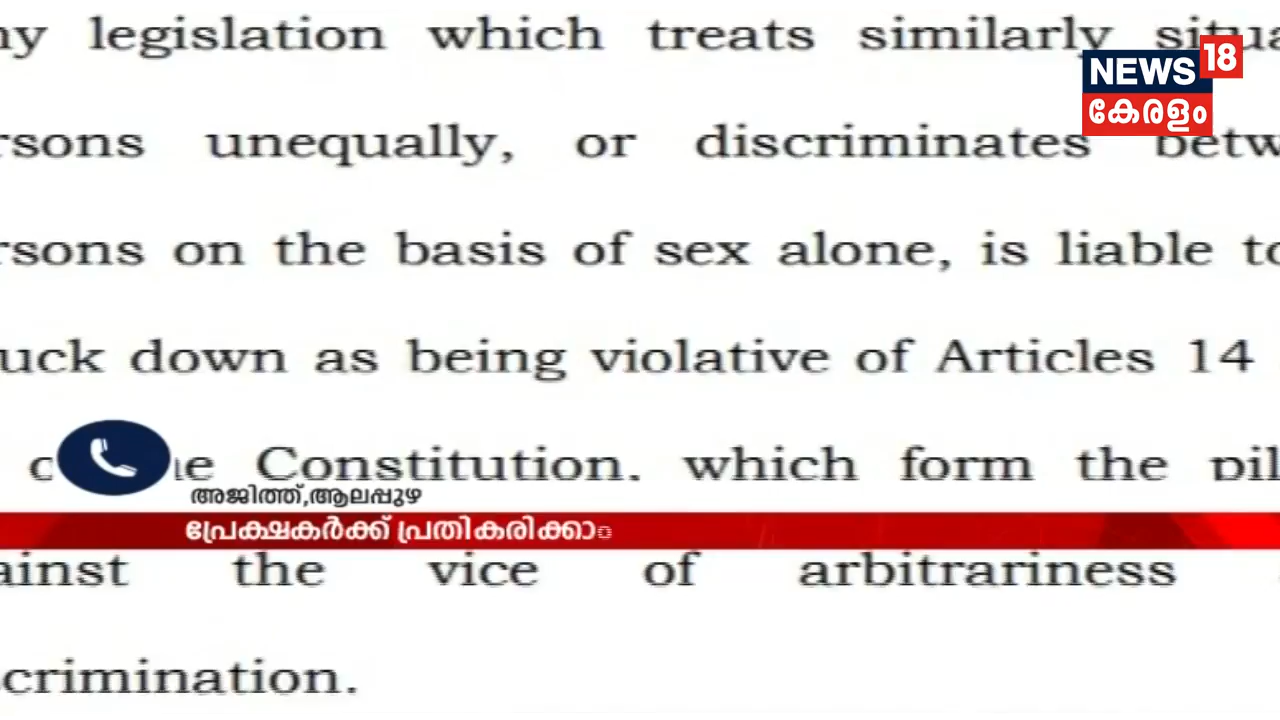 legislation which treats similarly
NEWS 18
കേരളം
unequally, or discriminates
on the basis of sex alone, is liable
down as being violative of Articles 14
Constitution, which form the
അജിത്ത്,ആലപ്പുഴ
പ്രേക്ഷകർക്ക് പ്രതികരിക്കാം
the vice of arbitrariness